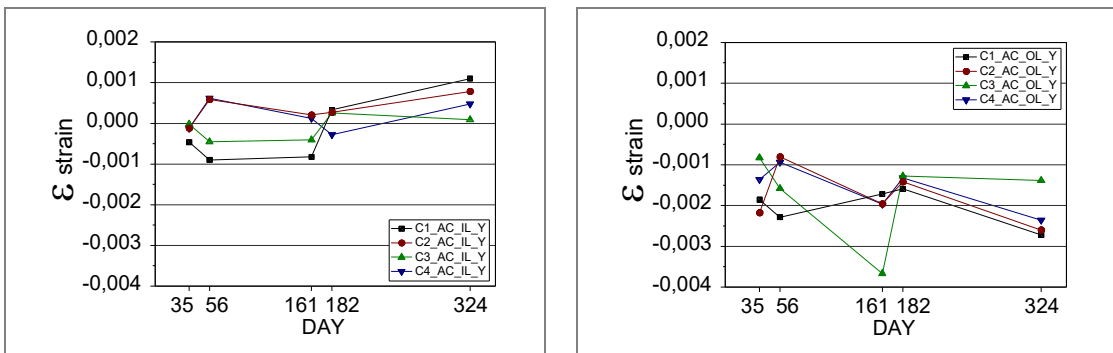 0,002
0,001
0,000
-0,001
-0,002
-0,003
-0,004
ε strain
35 56 161 182 324
DAY
C1_AC_IL_Y
C2_AC_IL_Y
C3_AC_IL_Y
C4_AC_IL_Y
0,002
0,001
0,000
-0,001
-0,002
-0,003
-0,004
ε strain
35 56 161 182 324
DAY
C1_AC_OL_Y
C2_AC_OL_Y
C3_AC_OL_Y
C4_AC_OL_Y